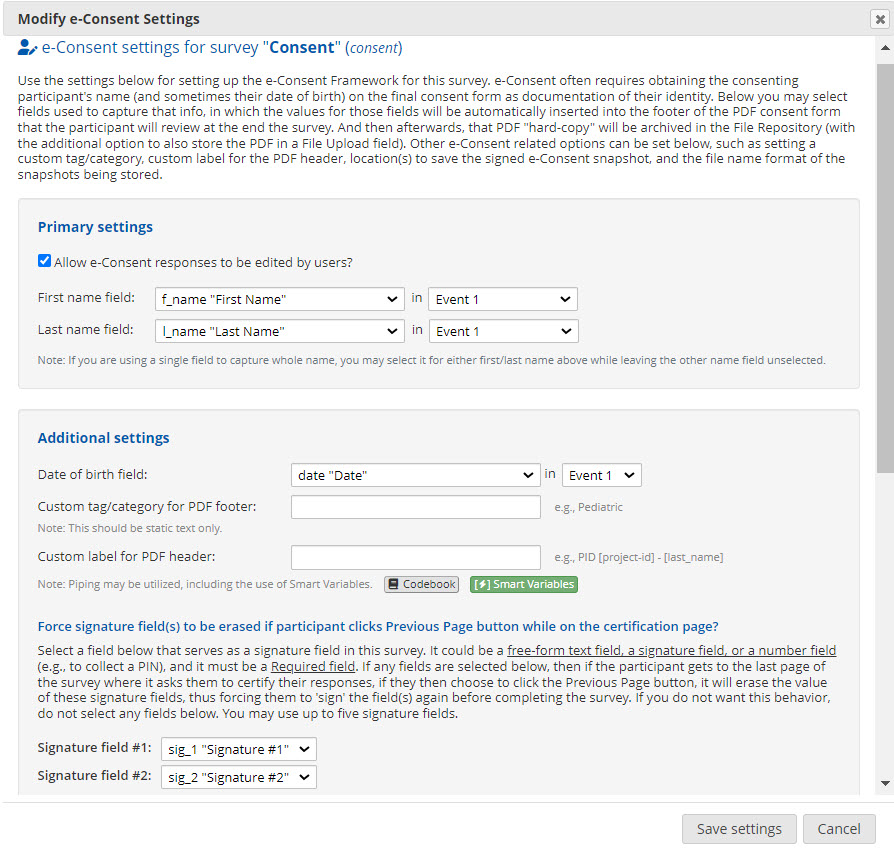 Modify e-Consent Settings
e-Consent settings for survey "Consent" (consent)
Use the settings below for setting up the e-Consent Framework for this survey. e-Consent often requires obtaining the consenting
participant's name (and sometimes their date of birth) on the final consent form as documentation of their identity. Below you may select
fields used to capture that info, in which the values for those fields will be automatically inserted into the footer of the PDF consent form
that the participant will review at the end the survey. And then afterwards, that PDF "hard-copy" will be archived in the File Repository (with
the additional option to also store the PDF in a File Upload field). Other e-Consent related options can be set below, such as setting a
custom tag/category, custom label for the PDF header, location(s) to save the signed e-Consent snapshot, and the file name format of the
snapshots being stored.
Primary settings
Allow e-Consent responses to be edited by users?
First name field: f_name "First Name" in Event 1
Last name field: l_name "Last Name" in Event 1
Note: If you are using a single field to capture whole name, you may select it for either first/last name above while leaving the other name field unselected.
Additional settings
Date of birth field: date "Date" in Event 1
Custom tag/category for PDF footer: e.g., Pediatric
Note: This should be static text only.
Custom label for PDF header: e.g., PID [project-id] - [last_name]
Note: Piping may be utilized, including the use of Smart Variables. Codebook [⚡] Smart Variables
Force signature field(s) to be erased if participant clicks Previous Page button while on the certification page?
Select a field below that serves as a signature field in this survey. It could be a free-form text field, a signature field, or a number field
(e.g., to collect a PIN), and it must be a Required field. If any fields are selected below, then if the participant gets to the last page of
the survey where it asks them to certify their responses, if they then choose to click the Previous Page button, it will erase the value
of these signature fields, thus forcing them to 'sign' the field(s) again before completing the survey. If you do not want this behavior,
do not select any fields below. You may use up to five signature fields.
Signature field #1: sig_1 "Signature #1"
Signature field #2: sig_2 "Signature #2"
Save settings Cancel